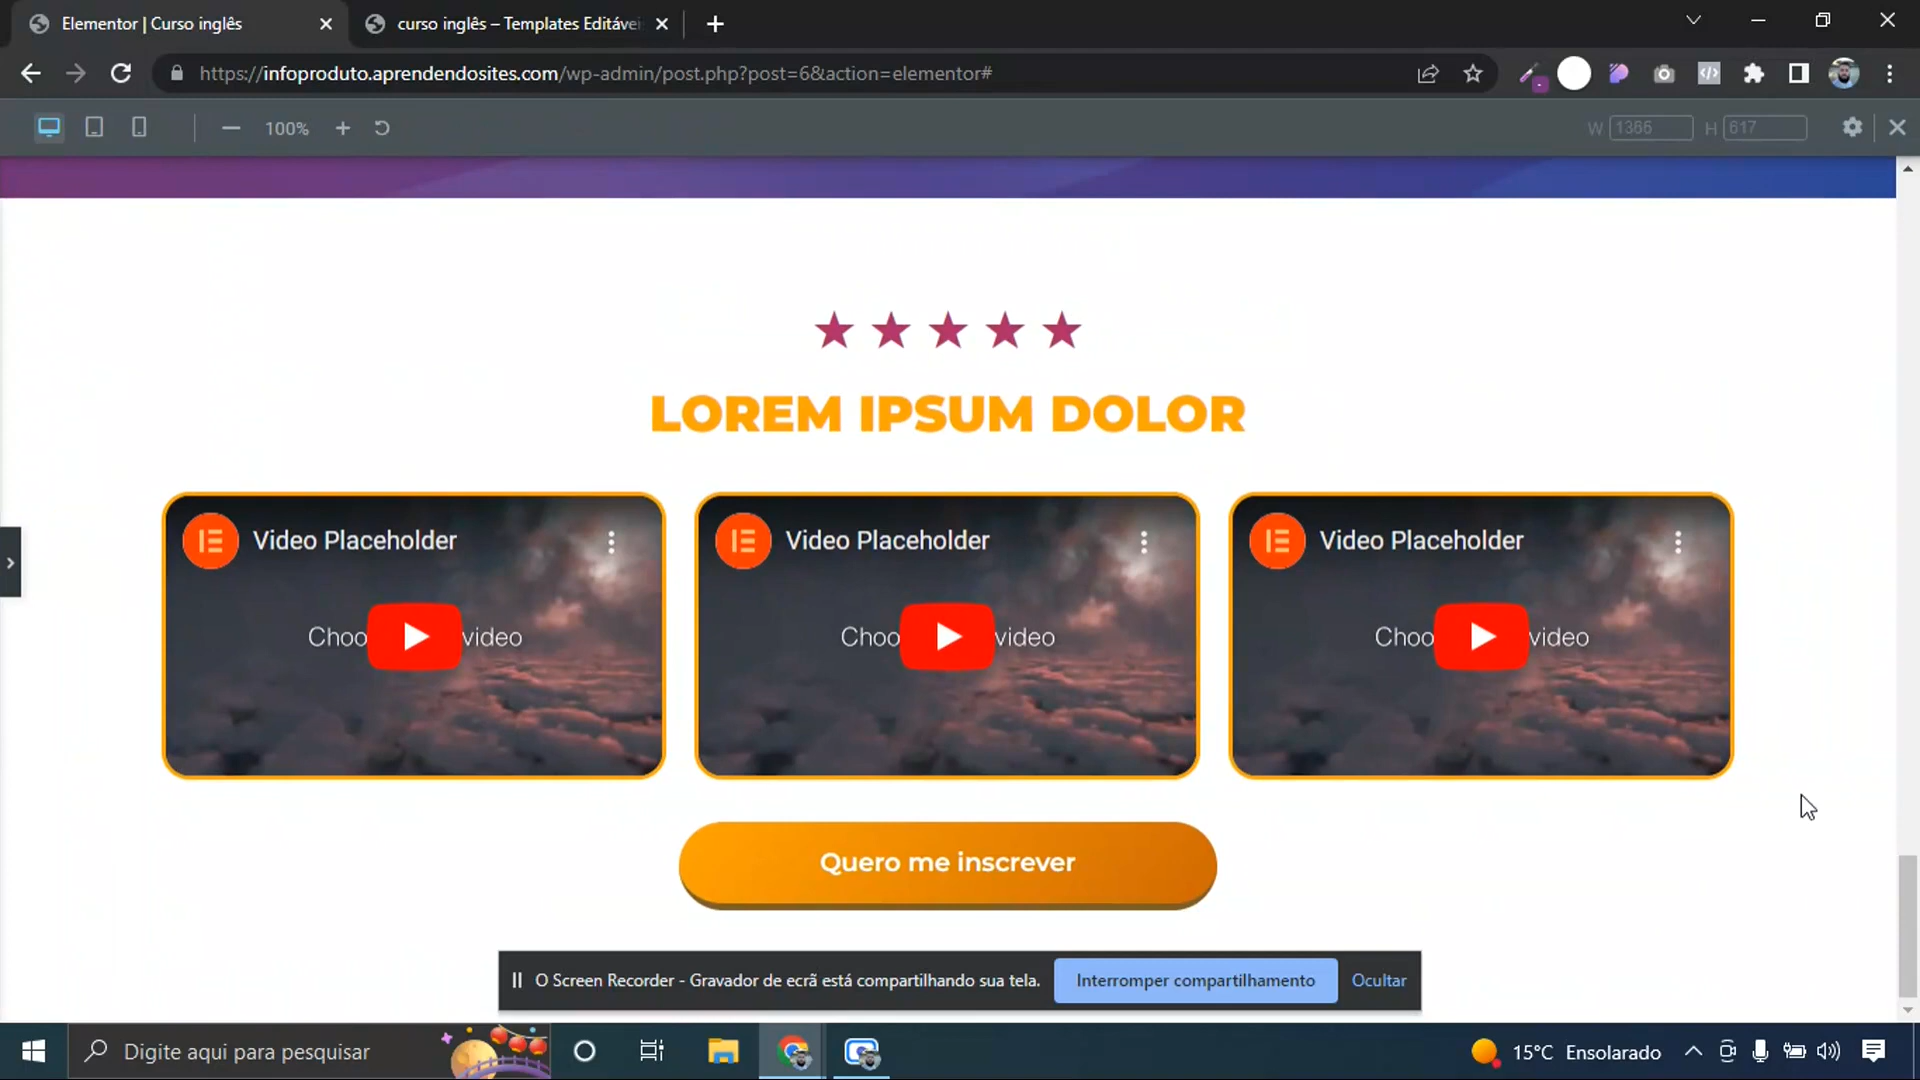 Elementor | Curso inglês
curso inglês – Templates Editávei
https://infoproduto.aprendendosites.com/wp-admin/post.php?post=6&action=elementor#
100%
W 1366 H 617
LOREM IPSUM DOLOR
Video Placeholder
Choo video
Video Placeholder
Choo video
Video Placeholder
Choo video
Quero me inscrever
O Screen Recorder - Gravador de ecrã está compartilhando sua tela.
Interromper compartilhamento
Ocultar
Digite aqui para pesquisar
15°C Ensolarado